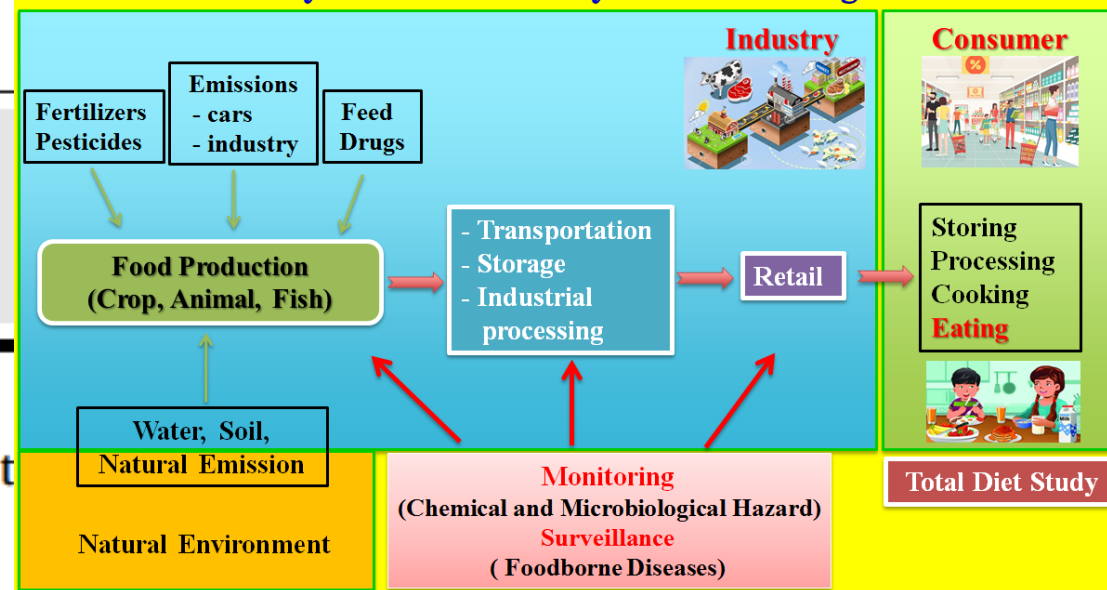 Industry
Consumer
Fertilizers
Pesticides
Emissions
- cars
- industry
Feed
Drugs
Food Production
(Crop, Animal, Fish)
- Transportation
- Storage
- Industrial
processing
Retail
Storing
Processing
Cooking
Eating
Water, Soil,
Natural Emission
Natural Environment
Monitoring
(Chemical and Microbiological Hazard)
Surveillance
( Foodborne Diseases)
Total Diet Study